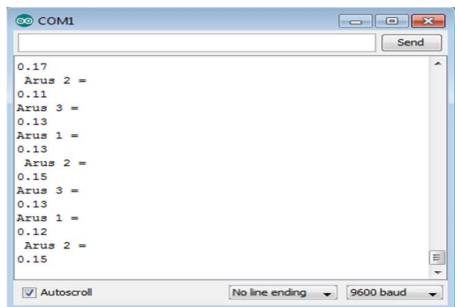 COM1
Send
0.17
 Arus 2 =
0.11
Arus 3 =
0.13
Arus 1 =
0.13
 Arus 2 =
0.15
Arus 3 =
0.13
Arus 1 =
0.12
 Arus 2 =
0.15
Autoscroll
No line ending
9600 baud